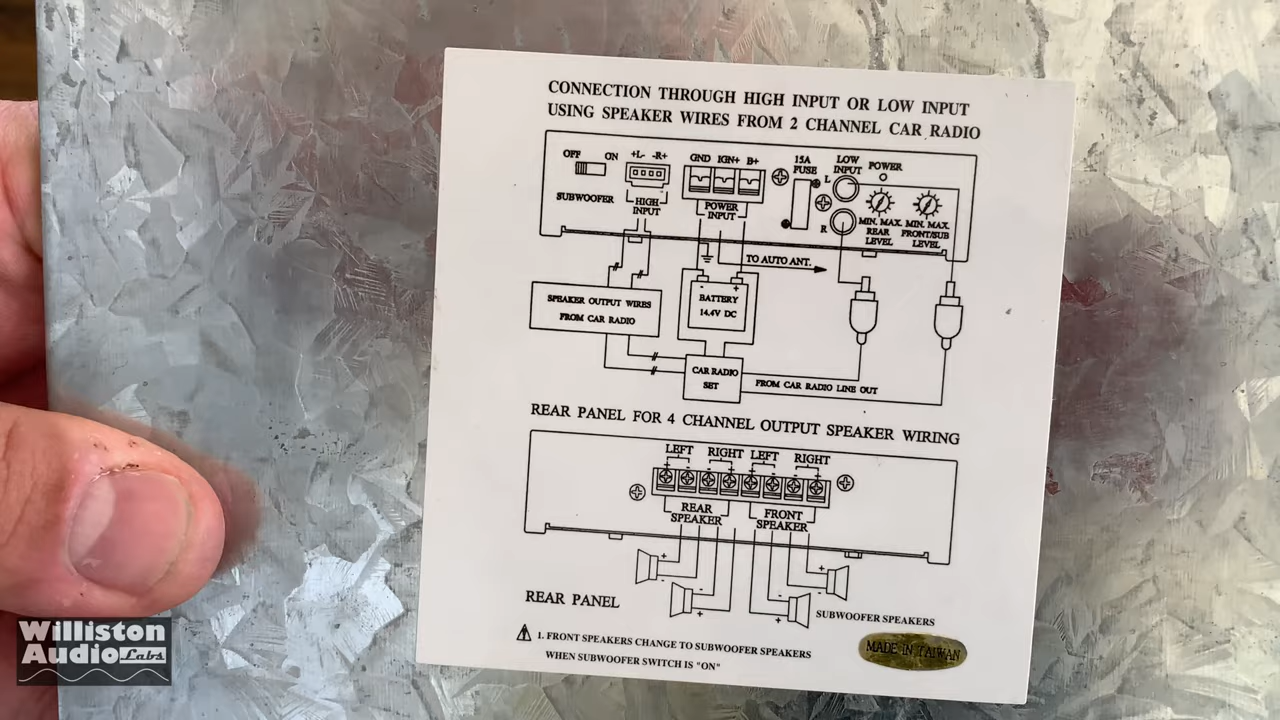 CONNECTION THROUGH HIGH INPUT OR LOW INPUT
USING SPEAKER WIRES FROM 2 CHANNEL CAR RADIO
OFF ON
+L- -R+
GND IGN+ B+
15A
FUSE
LOW
INPUT
POWER
L
SUBWOOFER
HIGH
INPUT
POWER
INPUT
R
MIN. MAX.
REAR
LEVEL
MIN. MAX.
FRONT/SUB
LEVEL
TO AUTO ANT.
SPEAKER OUTPUT WIRES
FROM CAR RADIO
- +
BATTERY
14.4V DC
CAR RADIO
SET
FROM CAR RADIO LINE OUT
REAR PANEL FOR 4 CHANNEL OUTPUT SPEAKER WIRING
LEFT RIGHT LEFT RIGHT
+ - - + + - - +
REAR
SPEAKER
FRONT
SPEAKER
+ - - + - + - +
REAR PANEL
SUBWOOFER SPEAKERS
1. FRONT SPEAKERS CHANGE TO SUBWOOFER SPEAKERS
WHEN SUBWOOFER SWITCH IS "ON"
MADE IN TAIWAN
Williston
Audio Labs